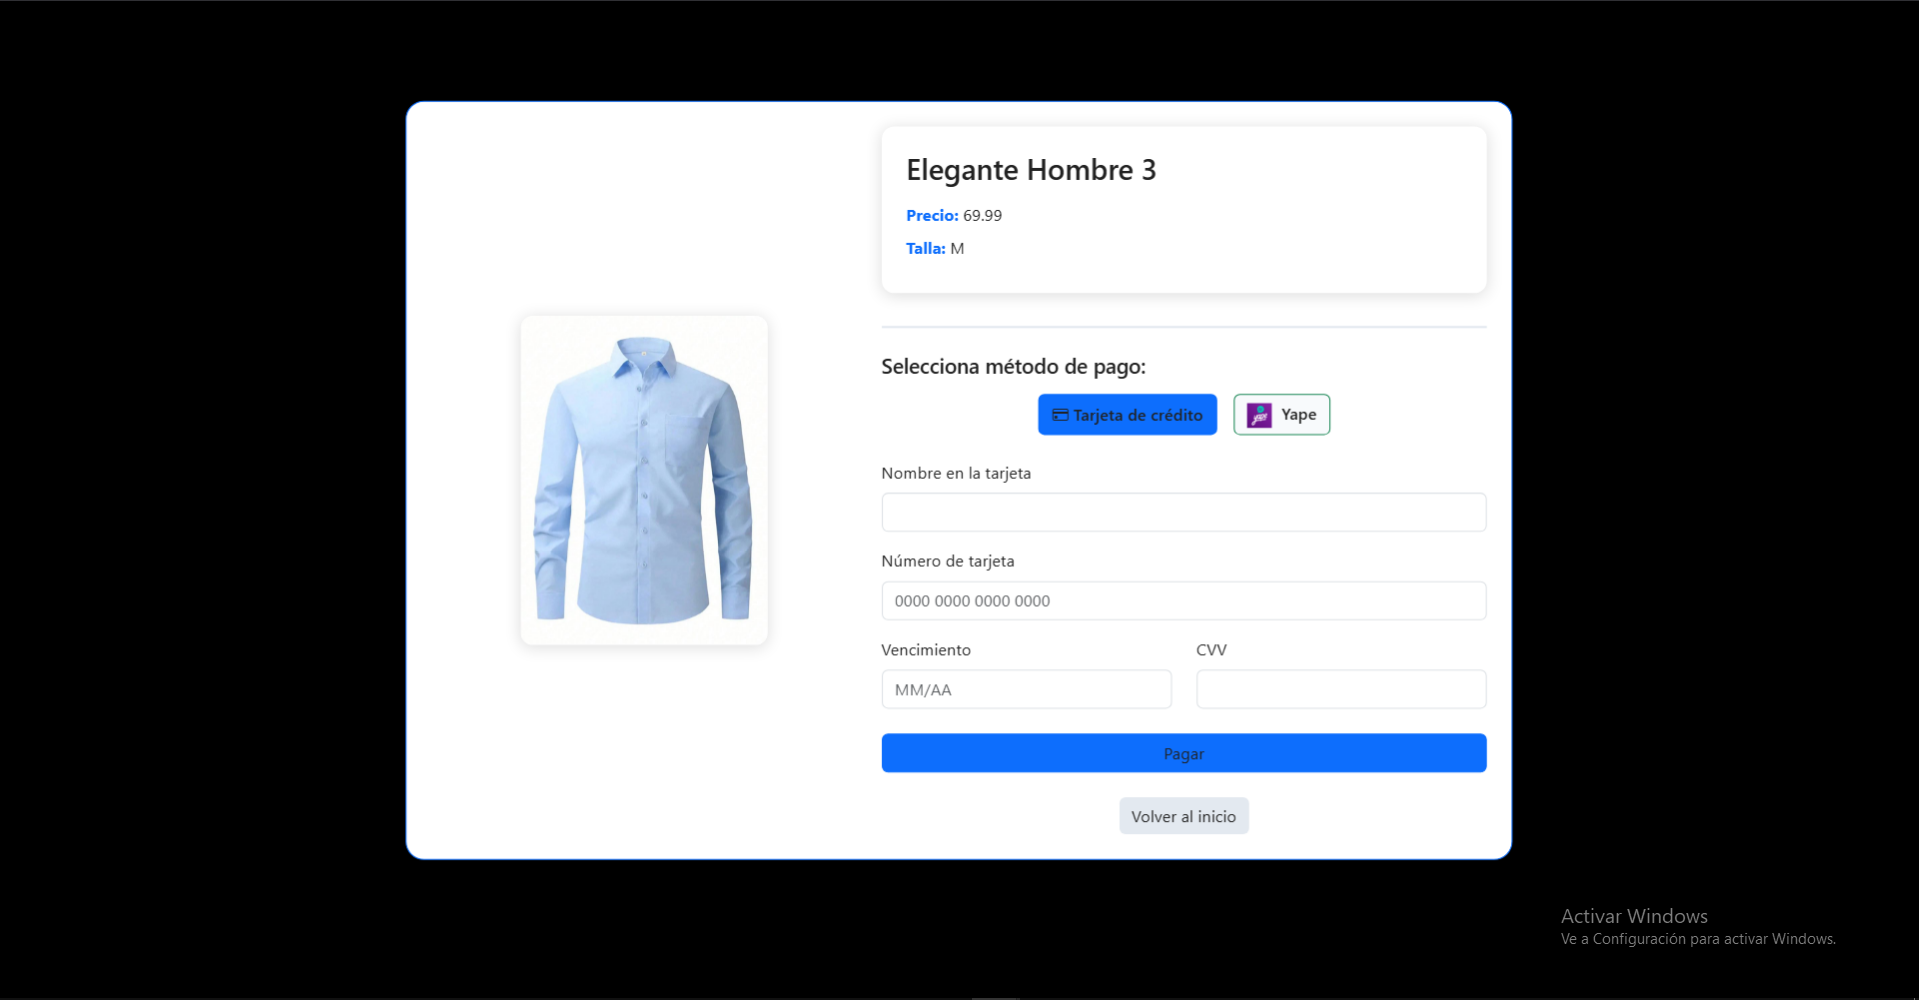 Elegante Hombre 3
Precio: 69.99
Talla: M
Selecciona método de pago:
Tarjeta de crédito
Yape
Nombre en la tarjeta
Número de tarjeta
0000 0000 0000 0000
Vencimiento
CVV
MM/AA
Pagar
Volver al inicio
Activar Windows
Ve a Configuración para activar Windows.